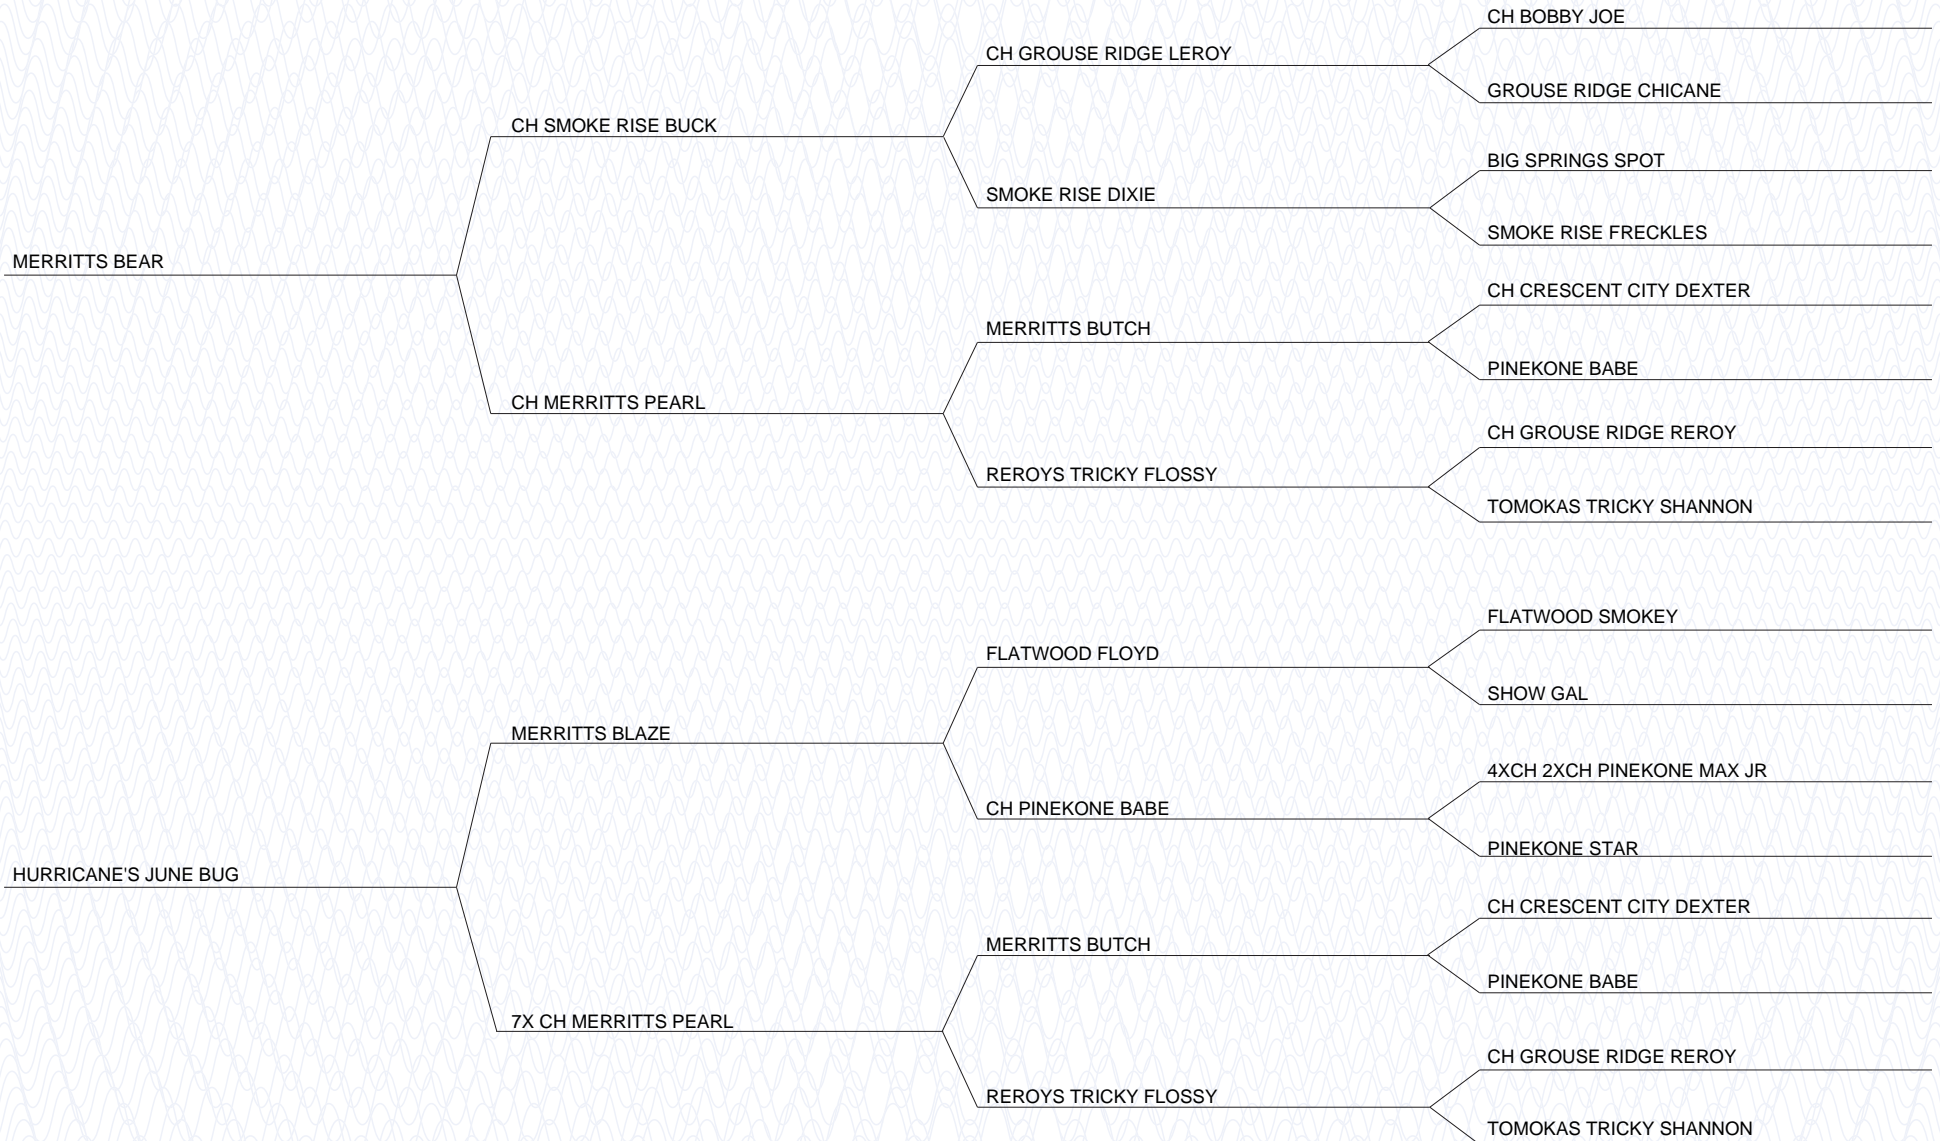 CH BOBBY JOE
CH GROUSE RIDGE LEROY
GROUSE RIDGE CHICANE
CH SMOKE RISE BUCK
BIG SPRINGS SPOT
SMOKE RISE DIXIE
SMOKE RISE FRECKLES
MERRITTS BEAR
CH CRESCENT CITY DEXTER
MERRITTS BUTCH
PINEKONE BABE
CH MERRITTS PEARL
CH GROUSE RIDGE REROY
REROYS TRICKY FLOSSY
TOMOKAS TRICKY SHANNON
FLATWOOD SMOKEY
FLATWOOD FLOYD
SHOW GAL
MERRITTS BLAZE
4XCH 2XCH PINEKONE MAX JR
CH PINEKONE BABE
PINEKONE STAR
HURRICANE'S JUNE BUG
CH CRESCENT CITY DEXTER
MERRITTS BUTCH
PINEKONE BABE
7X CH MERRITTS PEARL
CH GROUSE RIDGE REROY
REROYS TRICKY FLOSSY
TOMOKAS TRICKY SHANNON